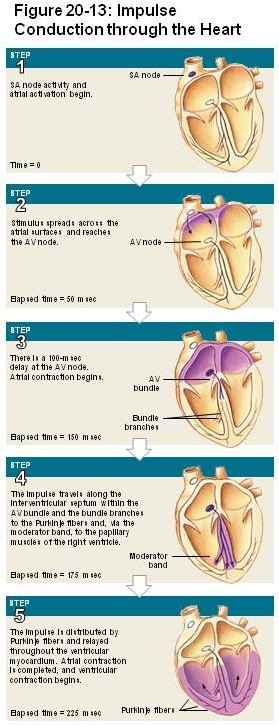 Figure 20-13: Impulse
Conduction through the Heart
STEP
1
SA node activity and
atrial activation begin.
Time = 0
SA node
STEP
2
Stimulus spreads across the
atrial surfaces and reaches
the AV node.
Elapsed time = 50 msec
AV node
STEP
3
There is a 100-msec
delay at the AV node.
Atrial contraction begins.
Elapsed time = 150 msec
AV
bundle
Bundle
branches
STEP
4
The impulse travels along the
interventricular septum within the
AV bundle and the bundle branches
to the Purkinje fibers and, via the
moderator band, to the papillary
muscles of the right ventricle.
Elapsed time = 175 msec
Moderator
band
STEP
5
The impulse is distributed by
Purkinje fibers and relayed
throughout the ventricular
myocardium. Atrial contraction
is completed, and ventricular
contraction begins.
Elapsed time = 225 msec
Purkinje fibers